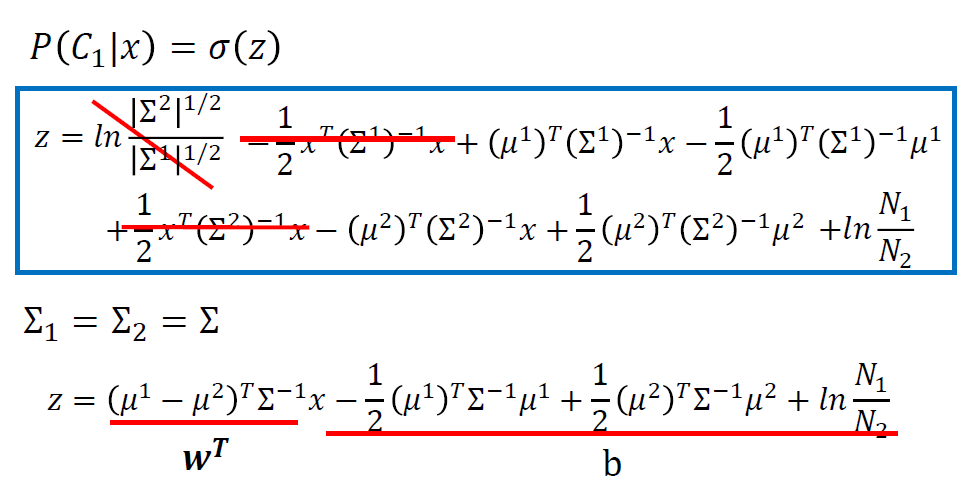 P(C₁|x) = σ(z)
z = ln |Σ²|^{1/2} / |Σ¹|^{1/2} − 1/2 x^T(Σ¹)^{−1}x + (μ¹)^T(Σ¹)^{−1}x − 1/2 (μ¹)^T(Σ¹)^{−1}μ¹
+ 1/2 x^T(Σ²)^{−1}x − (μ²)^T(Σ²)^{−1}x + 1/2 (μ²)^T(Σ²)^{−1}μ² + ln N₁/N₂
Σ₁ = Σ₂ = Σ
z = (μ¹ − μ²)^T Σ^{−1}x − 1/2 (μ¹)^T Σ^{−1}μ¹ + 1/2 (μ²)^T Σ^{−1}μ² + ln N₁/N₂
w^T b